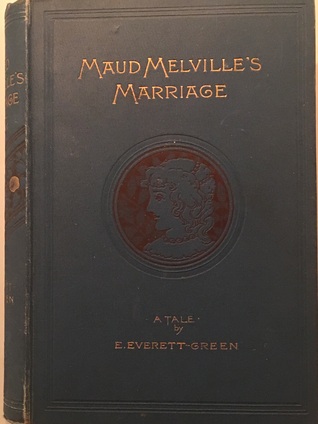 MAUD MELVILLE'S
MARRIAGE
· A TALE ·
by
E. EVERETT-GREEN